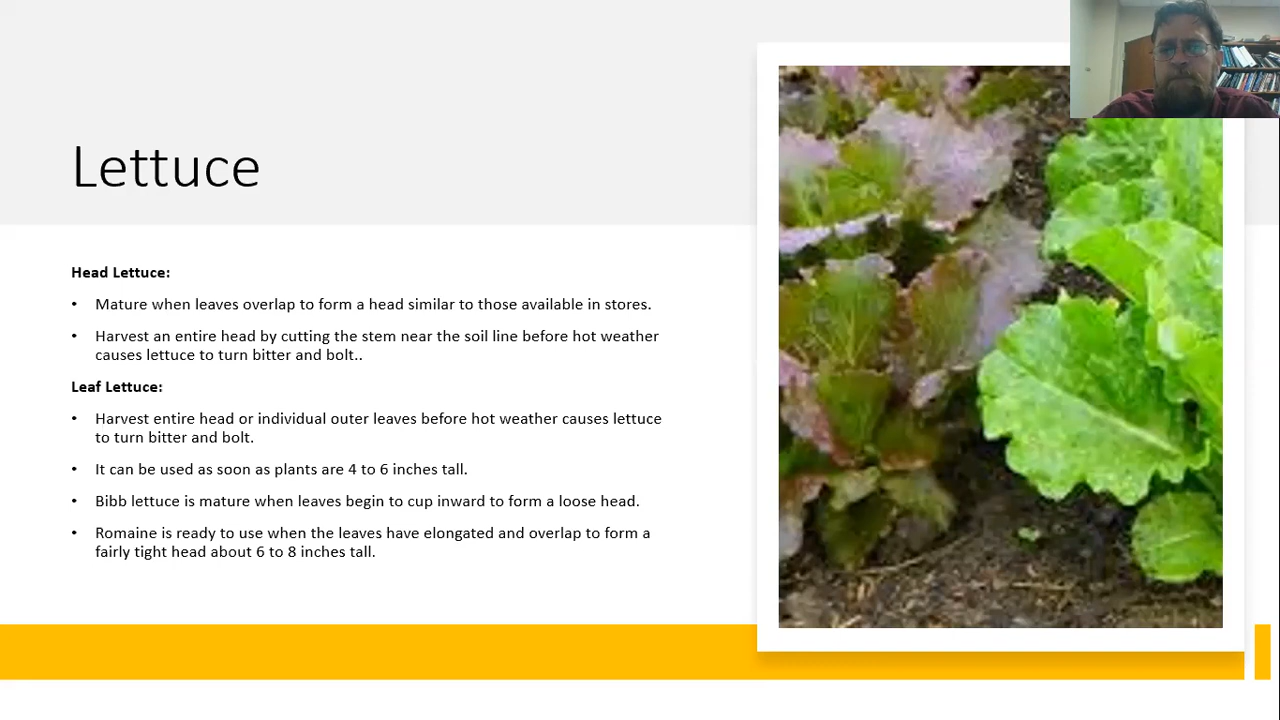 Lettuce
Head Lettuce:
• Mature when leaves overlap to form a head similar to those available in stores.
• Harvest an entire head by cutting the stem near the soil line before hot weather
causes lettuce to turn bitter and bolt..
Leaf Lettuce:
• Harvest entire head or individual outer leaves before hot weather causes lettuce
to turn bitter and bolt.
• It can be used as soon as plants are 4 to 6 inches tall.
• Bibb lettuce is mature when leaves begin to cup inward to form a loose head.
• Romaine is ready to use when the leaves have elongated and overlap to form a
fairly tight head about 6 to 8 inches tall.